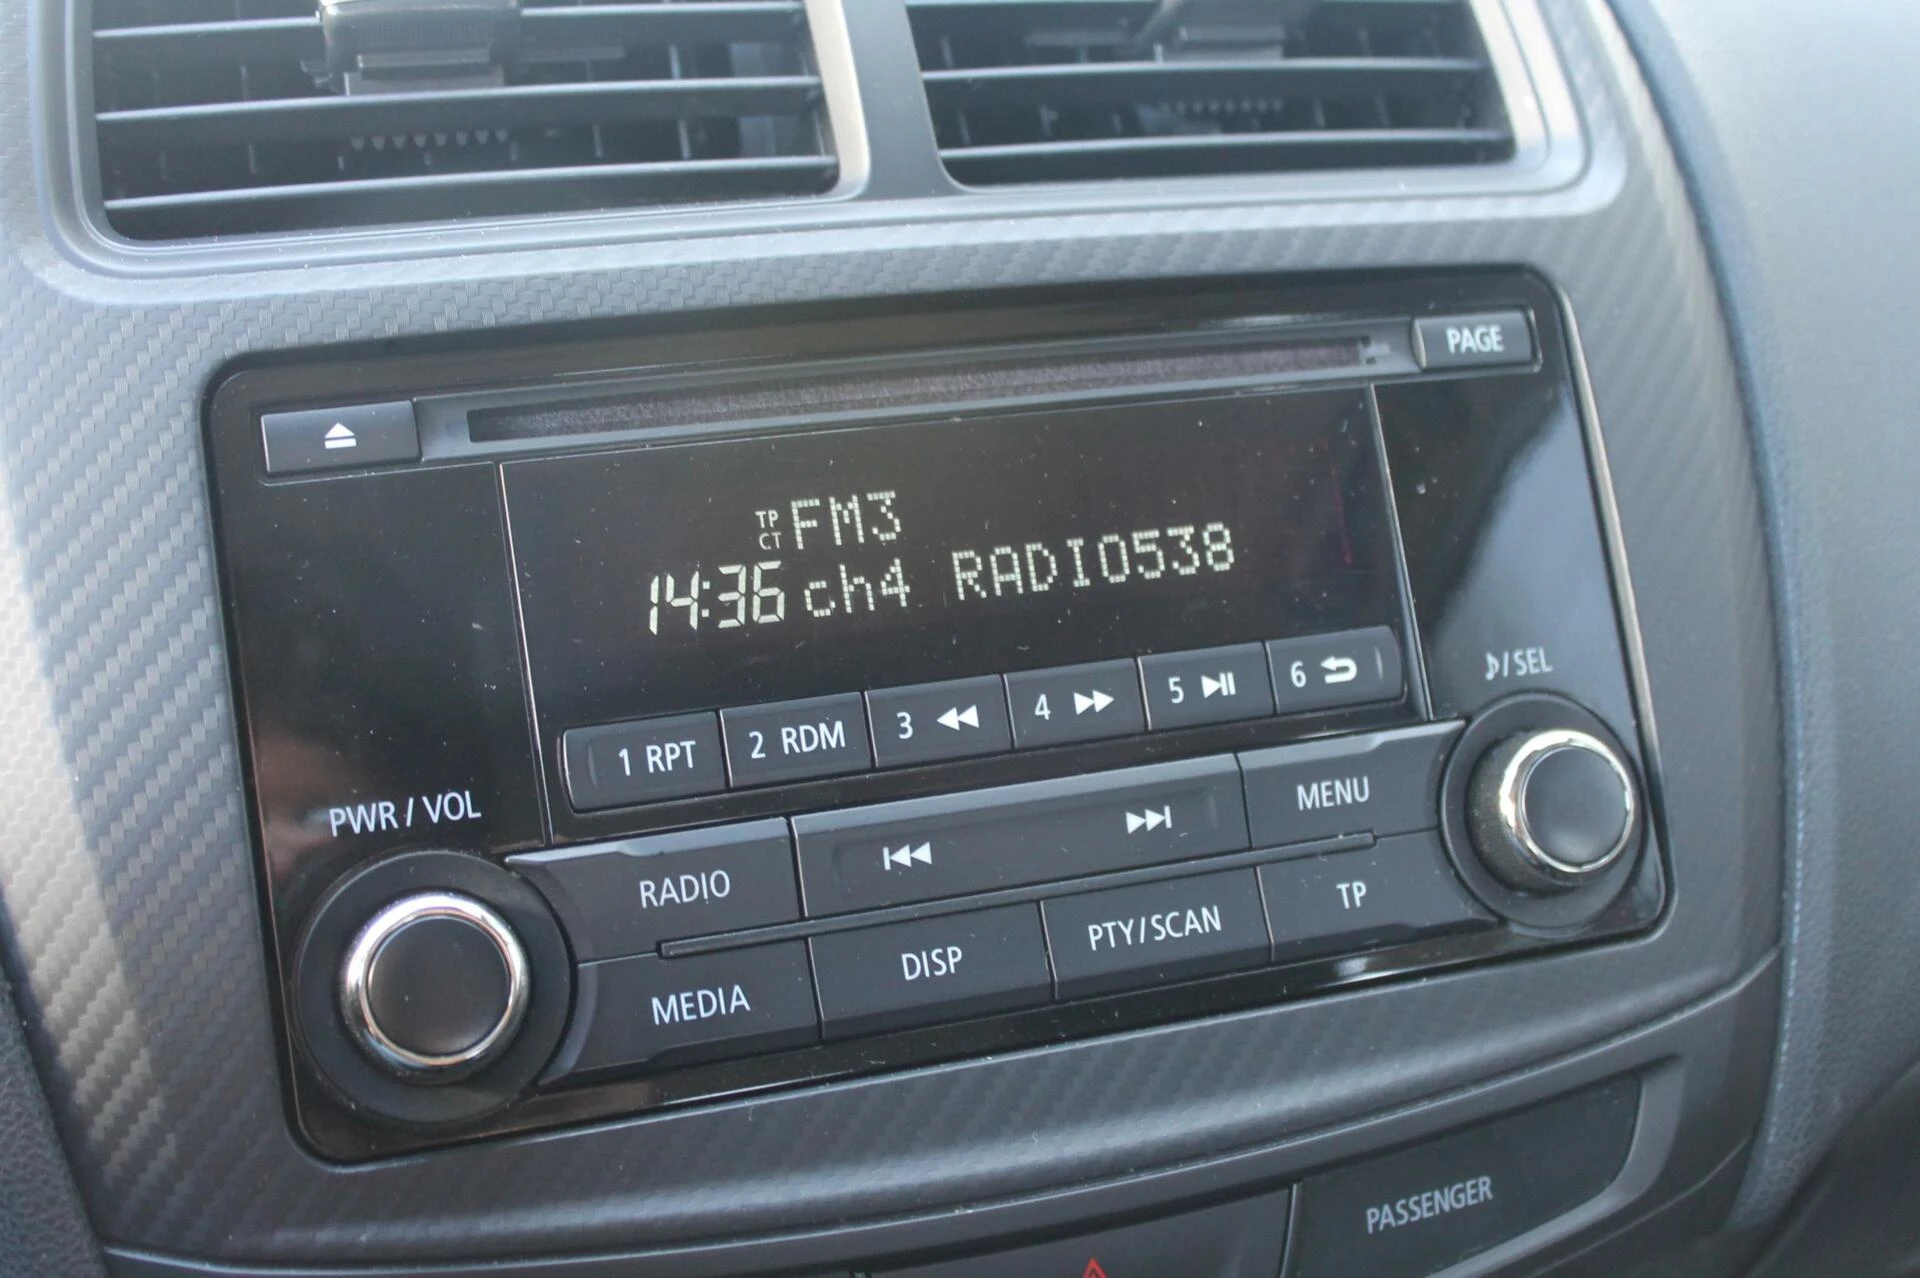 PAGE
TP
CT
FM3
14:36 ch4 RADIO538
1 RPT
2 RDM
3
4
5
6
PWR / VOL
/SEL
RADIO
MENU
MEDIA
DISP
PTY/SCAN
TP
PASSENGER